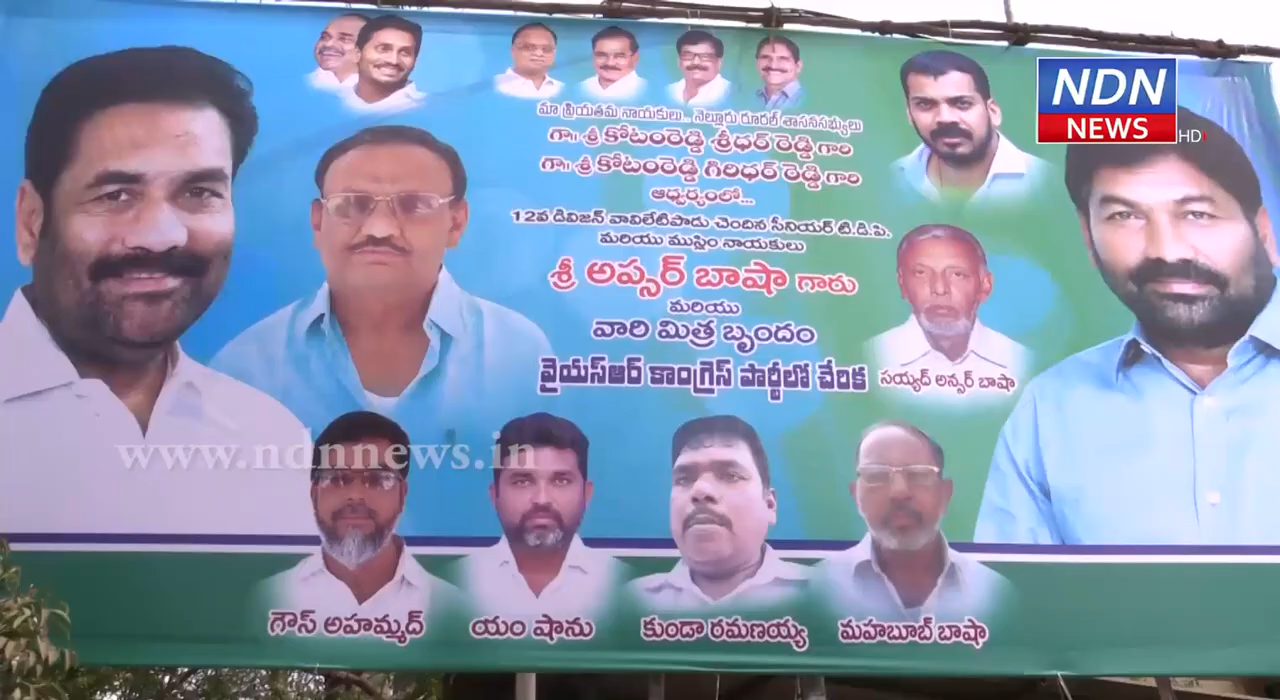 NDN
NEWS
HD
మా ప్రియతమ నాయకులు.. నెల్లూరు రూరల్ శాసనసభ్యులు
గౌ|| శ్రీ కోటంరెడ్డి శ్రీధర్ రెడ్డి గారి
గౌ|| శ్రీ కోటంరెడ్డి గిరిధర్ రెడ్డి గారి
ఆధ్వర్యంలో...
12వ డివిజన్ వావిలేటిపాడు చెందిన సీనియర్ టి.డి.పి.
మరియు ముస్లిం నాయకులు
శ్రీ అప్సర్ బాషా గారు
మరియు
వారి మిత్ర బృందం
వైయస్ఆర్ కాంగ్రెస్ పార్టీలో చేరిక
సయ్యద్ అన్సర్ బాషా
www.ndnnews.in
గౌస్ అహమ్మద్
యం షాను
కుండా రమణయ్య
మహబూబ్ బాషా